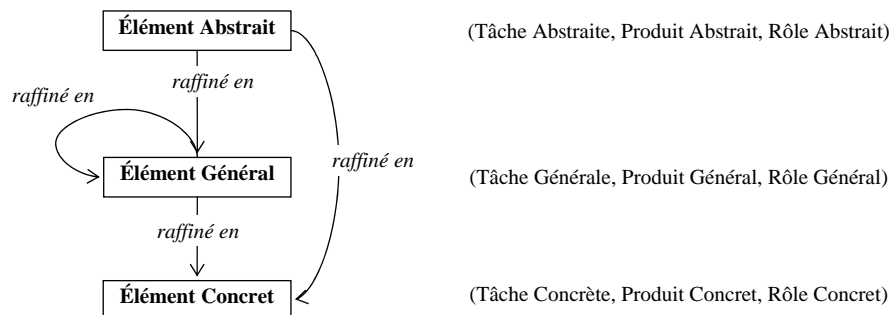 Élément Abstrait (Tâche Abstraite, Produit Abstrait, Rôle Abstrait)
raffiné en
raffiné en
raffiné en
Élément Général (Tâche Générale, Produit Général, Rôle Général)
raffiné en
Élément Concret (Tâche Concrète, Produit Concret, Rôle Concret)